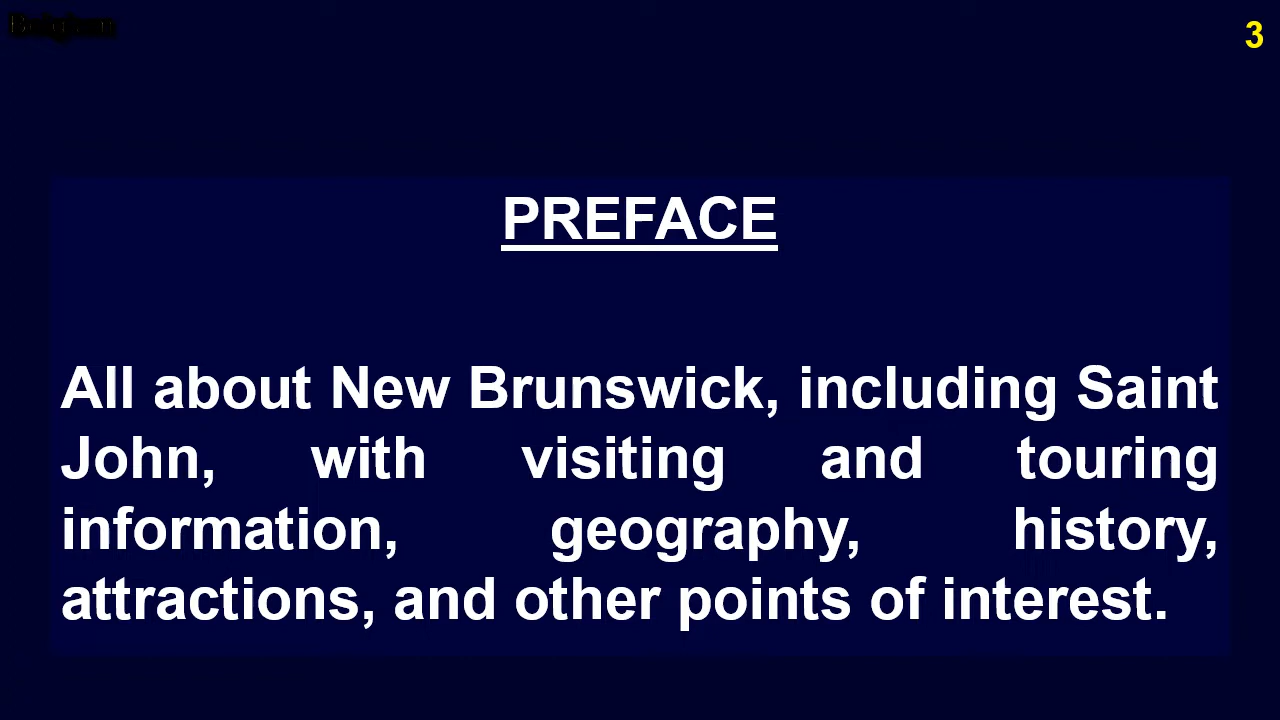 3
PREFACE
All about New Brunswick, including Saint
John, with visiting and touring
information, geography, history,
attractions, and other points of interest.